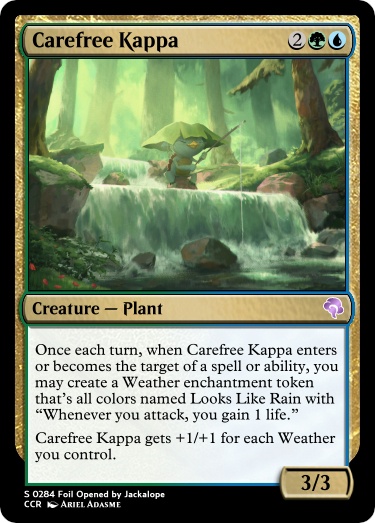 Carefree Kappa 2
Creature — Plant
Once each turn, when Carefree Kappa enters
or becomes the target of a spell or ability, you
may create a Weather enchantment token
that's all colors named Looks Like Rain with
“Whenever you attack, you gain 1 life.”
Carefree Kappa gets +1/+1 for each Weather
you control.
3/3
S 0284 Foil Opened by Jackalope
CCR Ariel Adasme